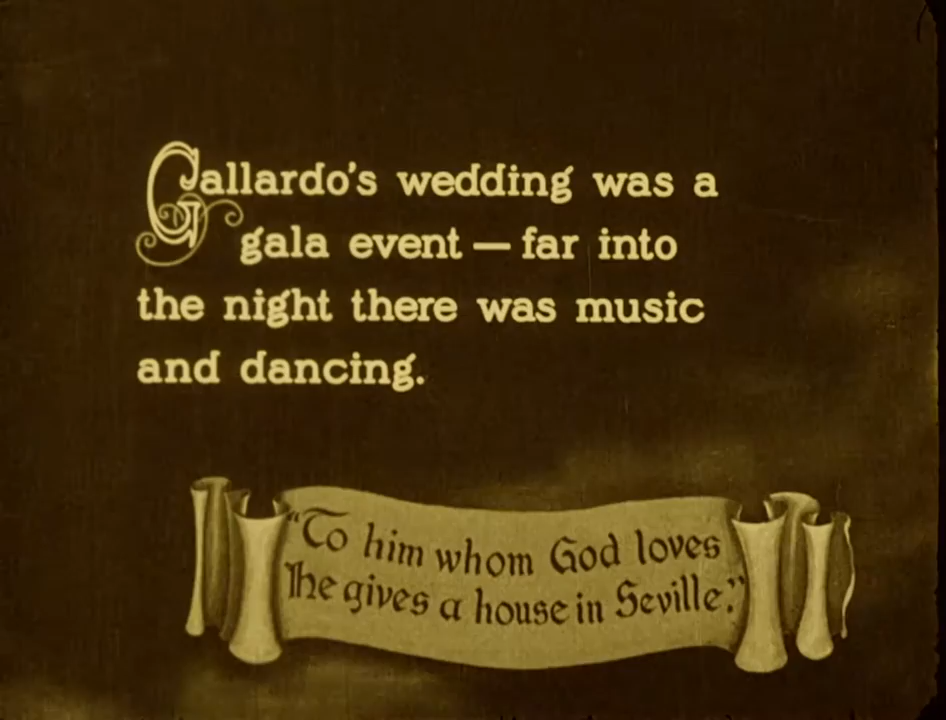 Gallardo's wedding was a
gala event — far into
the night there was music
and dancing.
"To him whom God loves
he gives a house in Seville."